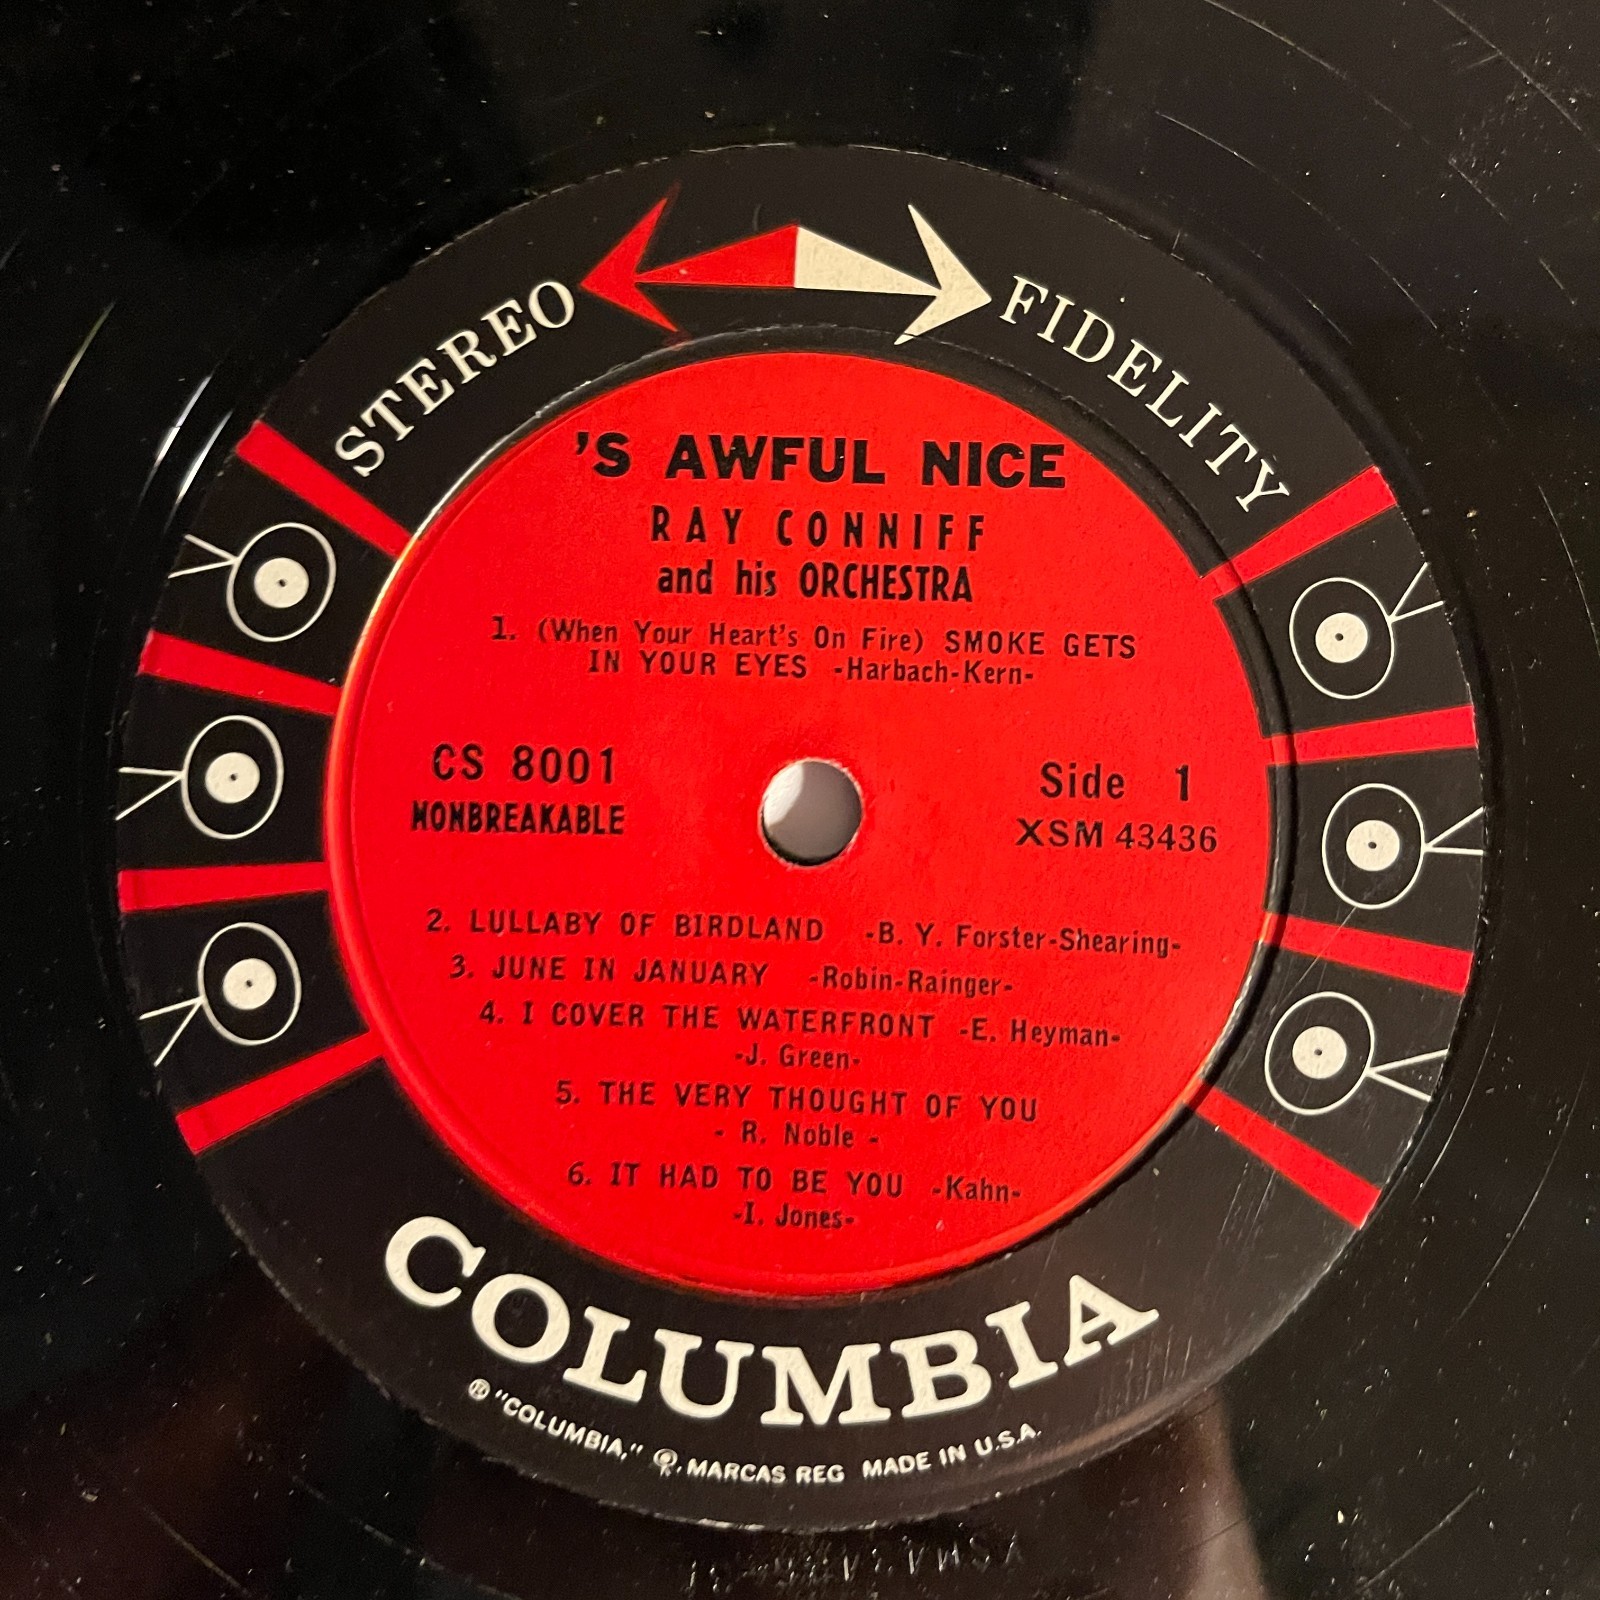 STEREO FIDELITY
'S AWFUL NICE
RAY CONNIFF
and his ORCHESTRA
1. (When Your Heart's On Fire) SMOKE GETS
IN YOUR EYES -Harbach-Kern-
CS 8001
NONBREAKABLE
Side 1
XSM 43436
2. LULLABY OF BIRDLAND -B. Y. Forster-Shearing-
3. JUNE IN JANUARY -Robin-Rainger-
4. I COVER THE WATERFRONT -E. Heyman-
-J. Green-
5. THE VERY THOUGHT OF YOU
- R. Noble -
6. IT HAD TO BE YOU -Kahn-
-I. Jones-
COLUMBIA
® "COLUMBIA," MARCAS REG MADE IN U.S.A.